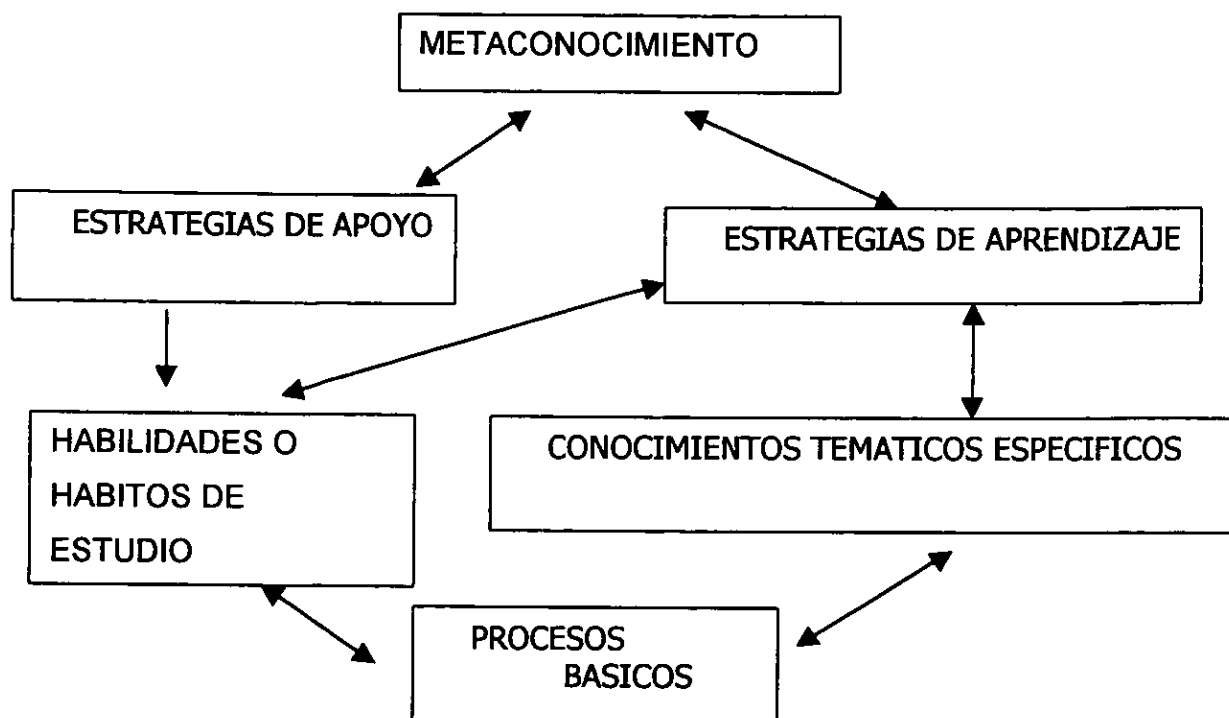 METACONOCIMIENTO
ESTRATEGIAS DE APOYO
ESTRATEGIAS DE APRENDIZAJE
HABILIDADES O
HABITOS DE
ESTUDIO
CONOCIMIENTOS TEMATICOS ESPECIFICOS
PROCESOS
BASICOS